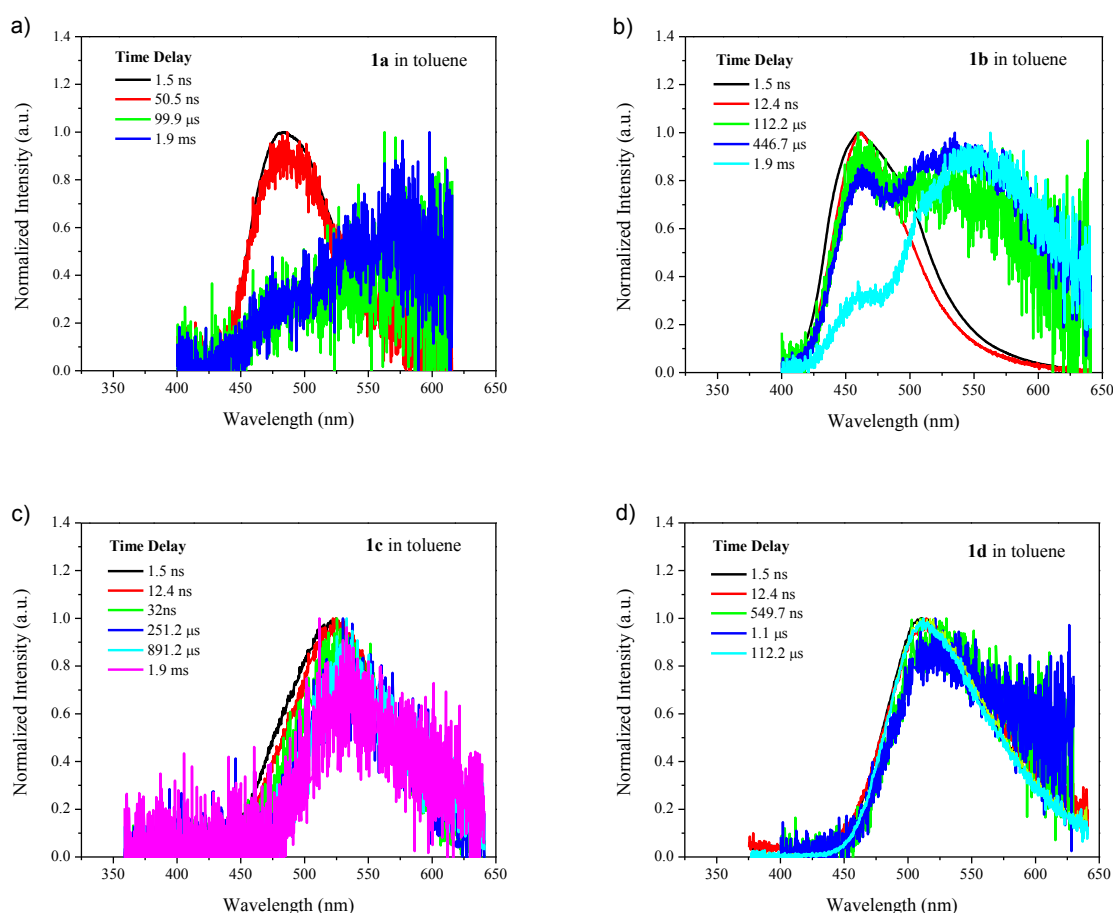 a)
1.4
1.2
1.0
0.8
0.6
0.4
0.2
0.0
Normalized Intensity (a.u.)
Time Delay
1.5 ns
50.5 ns
99.9 μs
1.9 ms
1a in toluene
350 400 450 500 550 600 650
Wavelength (nm)
b)
1.4
1.2
1.0
0.8
0.6
0.4
0.2
0.0
Normalized Intensity (a.u.)
Time Delay
1.5 ns
12.4 ns
112.2 μs
446.7 μs
1.9 ms
1b in toluene
350 400 450 500 550 600 650
Wavelength (nm)
c)
1.4
1.2
1.0
0.8
0.6
0.4
0.2
0.0
Normalized Intensity (a.u.)
Time Delay
1.5 ns
12.4 ns
32ns
251.2 μs
891.2 μs
1.9 ms
1c in toluene
350 400 450 500 550 600 650
Wavelength (nm)
d)
1.4
1.2
1.0
0.8
0.6
0.4
0.2
0.0
Normalized Intensity (a.u.)
Time Delay
1.5 ns
12.4 ns
549.7 ns
1.1 μs
112.2 μs
1d in toluene
350 400 450 500 550 600 650
Wavelength (nm)